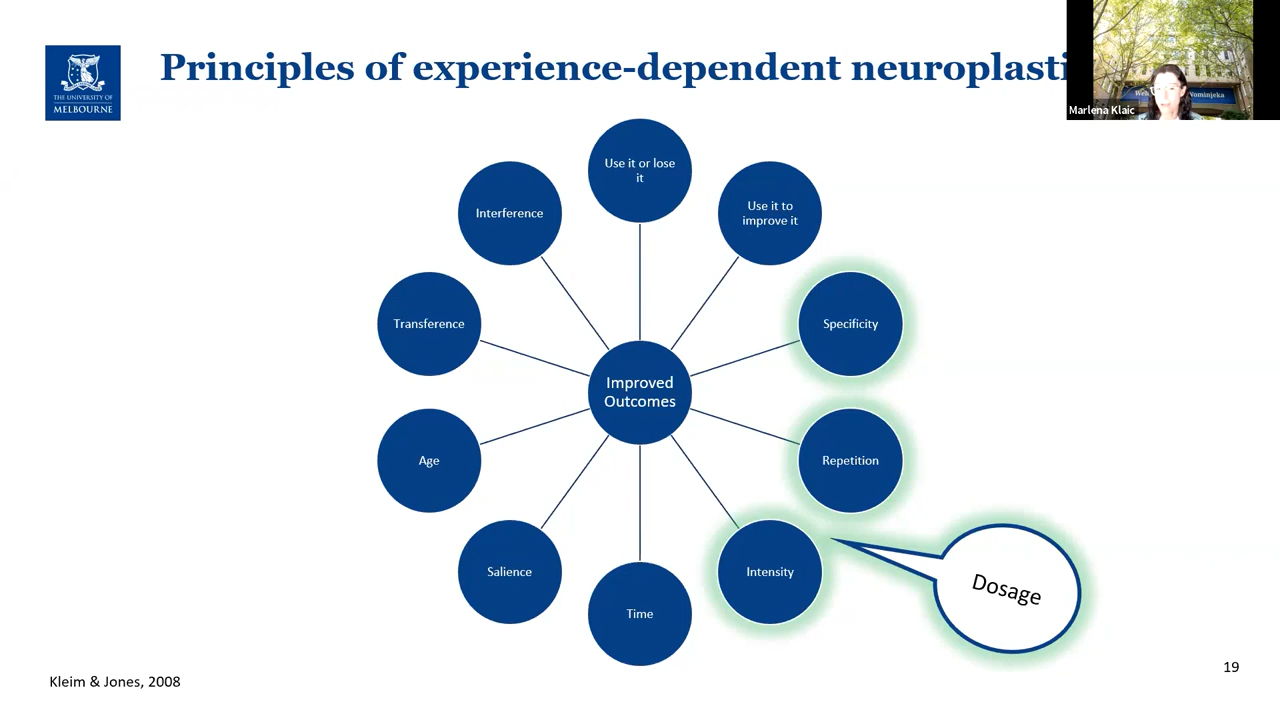 THE UNIVERSITY OF
MELBOURNE
Principles of experience-dependent neuroplasti
Marlena Klaic
Use it or lose
it
Use it to
improve it
Interference
Specificity
Transference
Improved
Outcomes
Age
Repetition
Salience
Intensity
Time
Dosage
Kleim & Jones, 2008
19